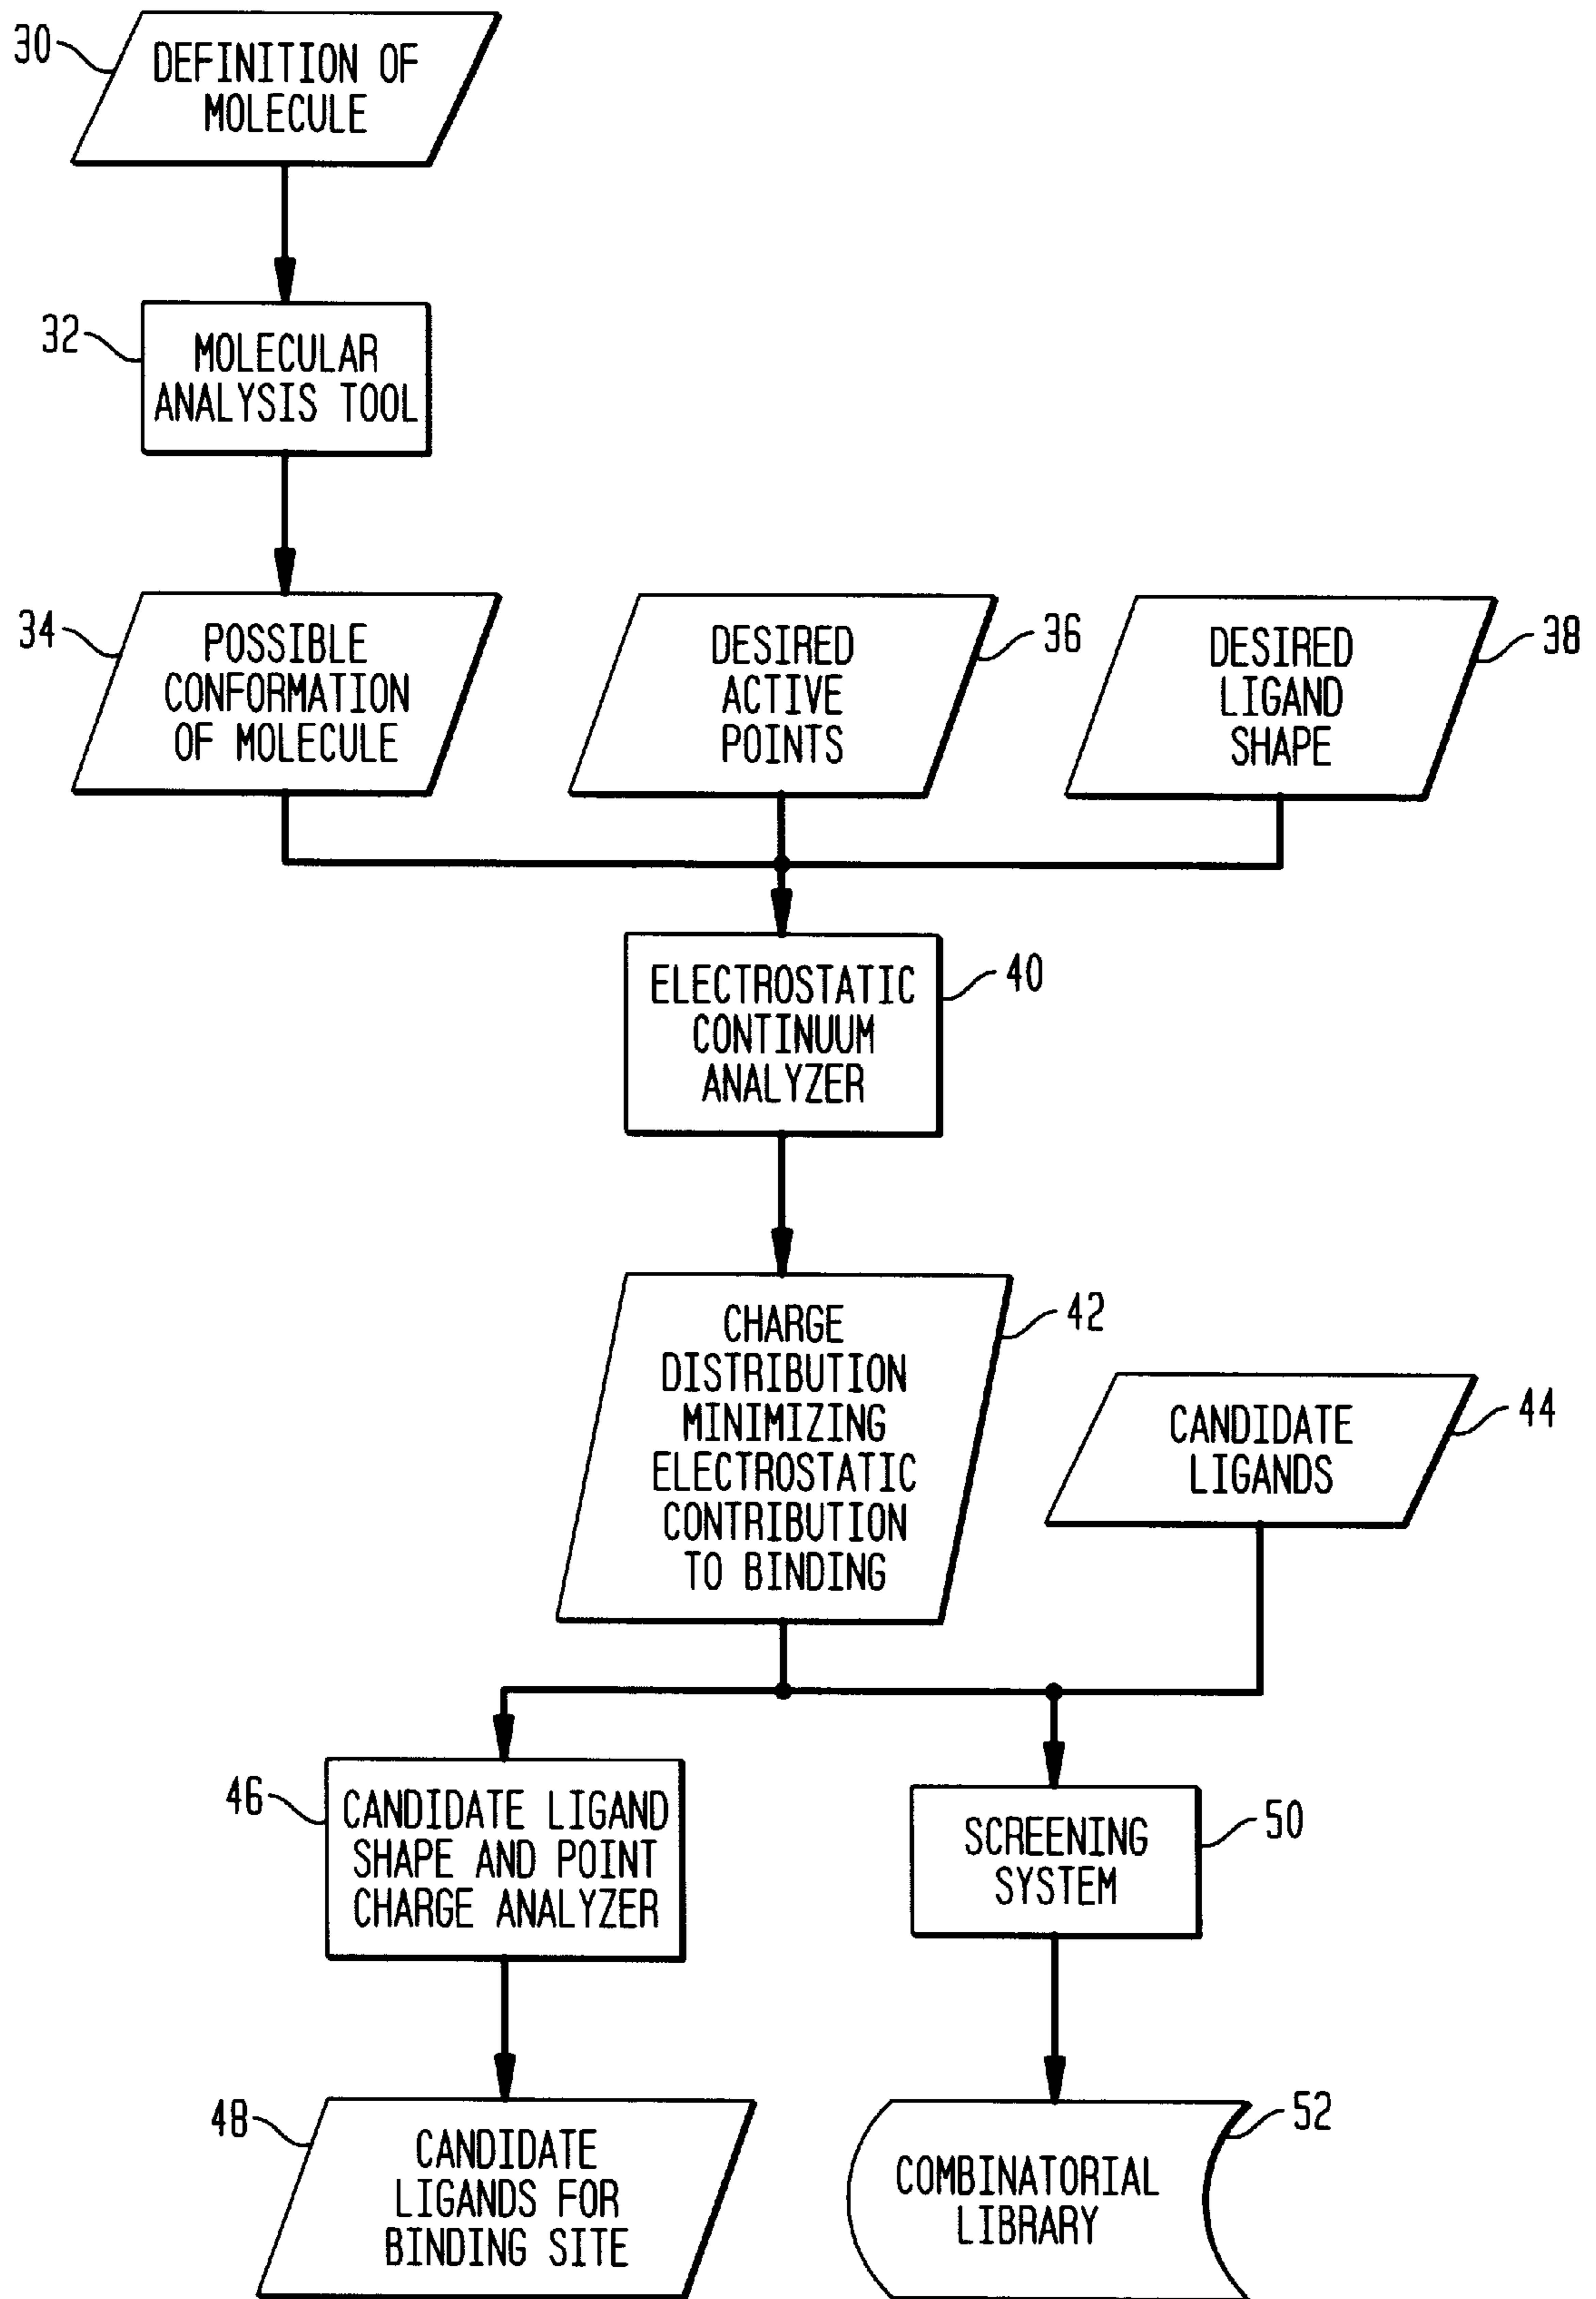 30
DEFINITION OF
MOLECULE
32
MOLECULAR
ANALYSIS TOOL
34
POSSIBLE
CONFORMATION
OF MOLECULE
DESIRED
ACTIVE
POINTS
36
DESIRED
LIGAND
SHAPE
38
ELECTROSTATIC
CONTINUUM
ANALYZER
40
CHARGE
DISTRIBUTION
MINIMIZING
ELECTROSTATIC
CONTRIBUTION
TO BINDING
42
CANDIDATE
LIGANDS
44
46
CANDIDATE LIGAND
SHAPE AND POINT
CHARGE ANALYZER
SCREENING
SYSTEM
50
48
CANDIDATE
LIGANDS FOR
BINDING SITE
COMBINATORIAL
LIBRARY
52